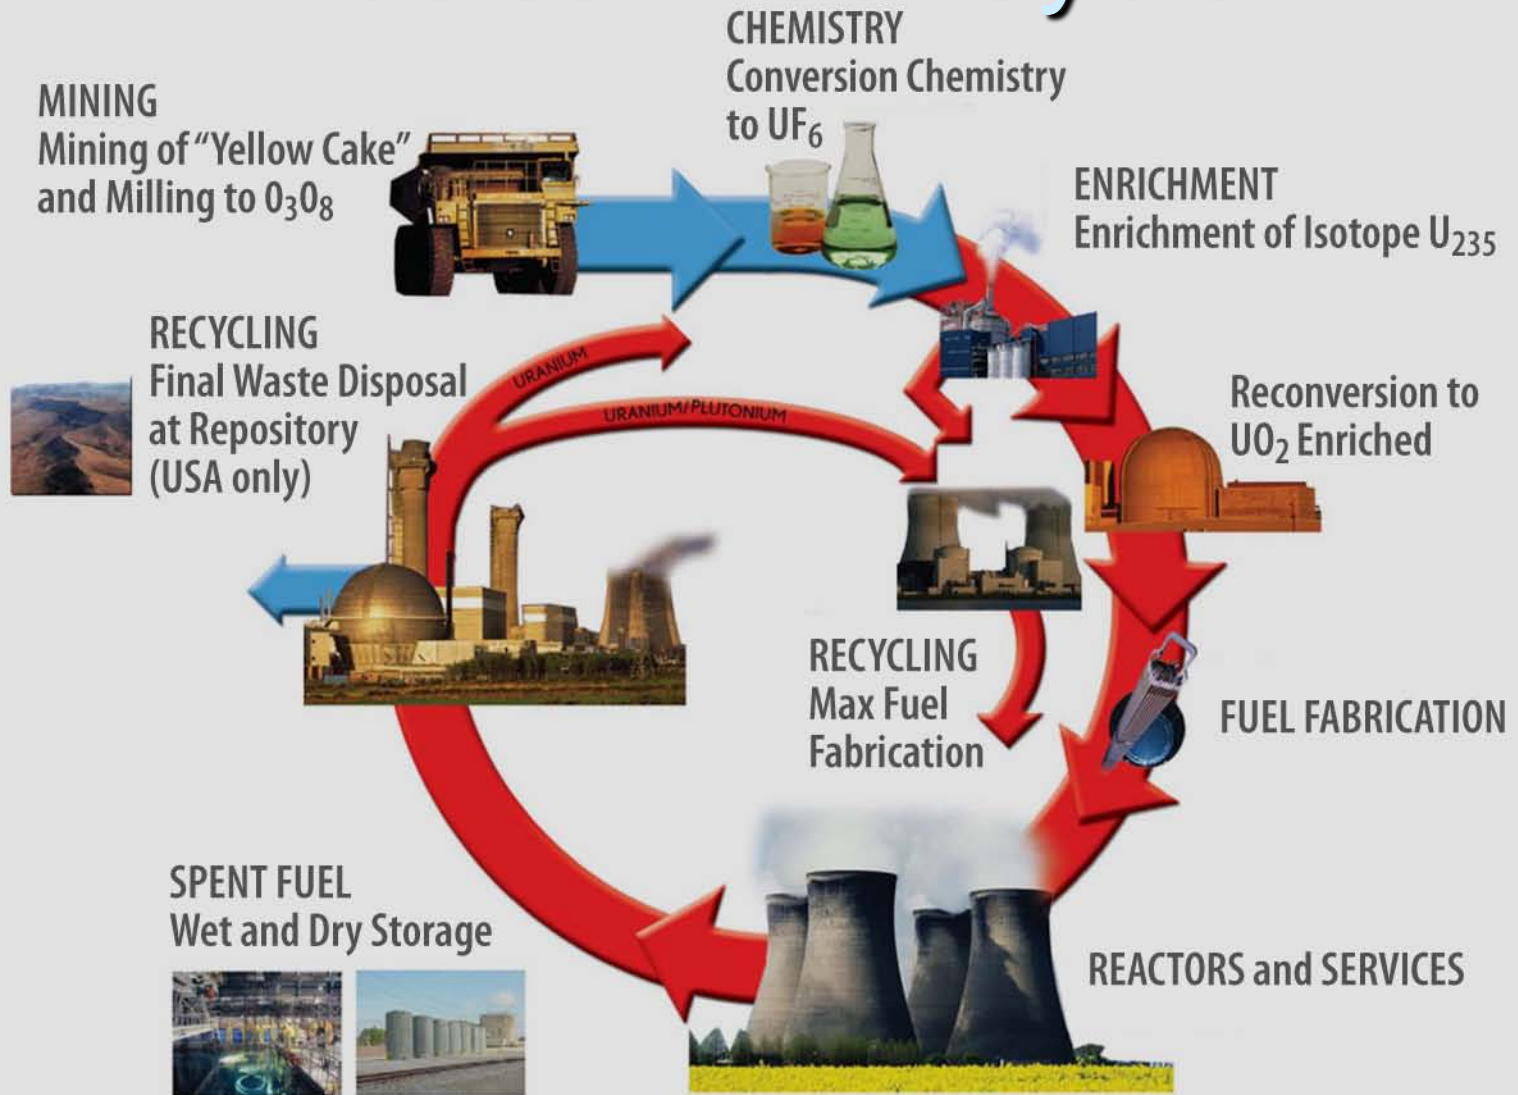 MINING
Mining of “Yellow Cake”
and Milling to O₃O₈
CHEMISTRY
Conversion Chemistry
to UF₆
ENRICHMENT
Enrichment of Isotope U₂₃₅
RECYCLING
Final Waste Disposal
at Repository
(USA only)
URANIUM
URANIUM/PLUTONIUM
Reconversion to
UO₂ Enriched
RECYCLING
Max Fuel
Fabrication
FUEL FABRICATION
SPENT FUEL
Wet and Dry Storage
REACTORS and SERVICES